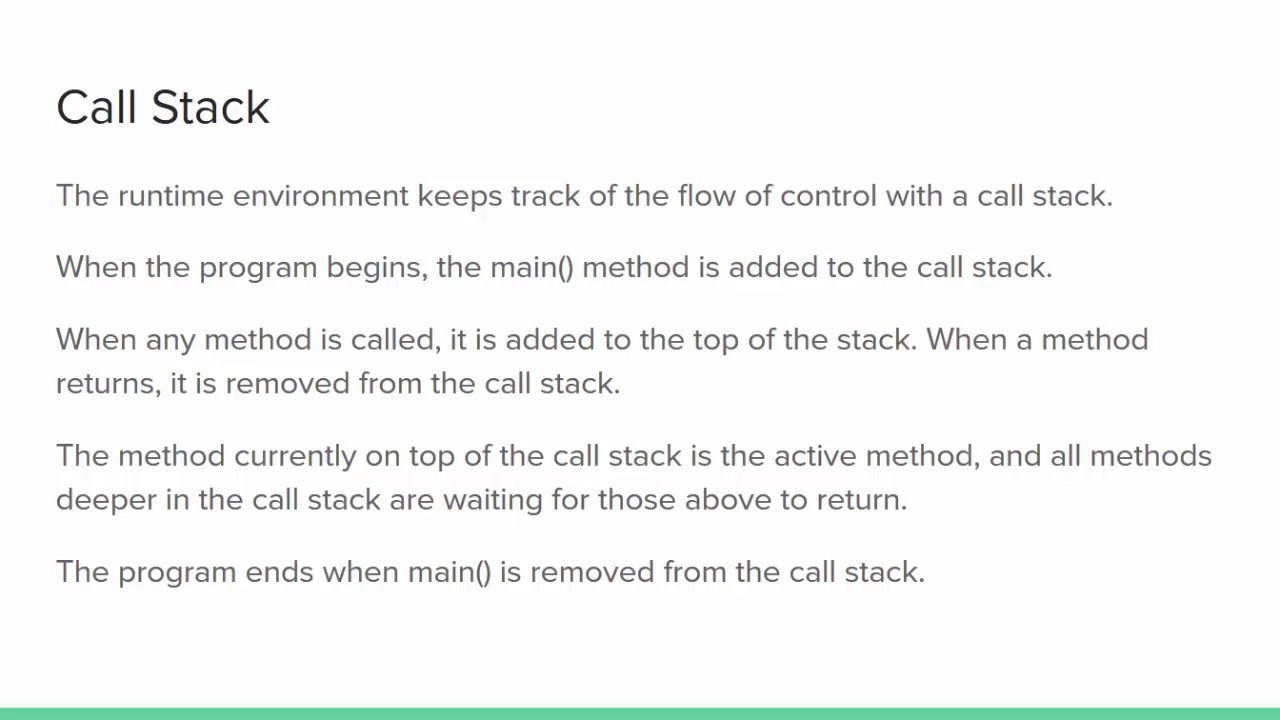 Call Stack
The runtime environment keeps track of the flow of control with a call stack.
When the program begins, the main() method is added to the call stack.
When any method is called, it is added to the top of the stack. When a method
returns, it is removed from the call stack.
The method currently on top of the call stack is the active method, and all methods
deeper in the call stack are waiting for those above to return.
The program ends when main() is removed from the call stack.